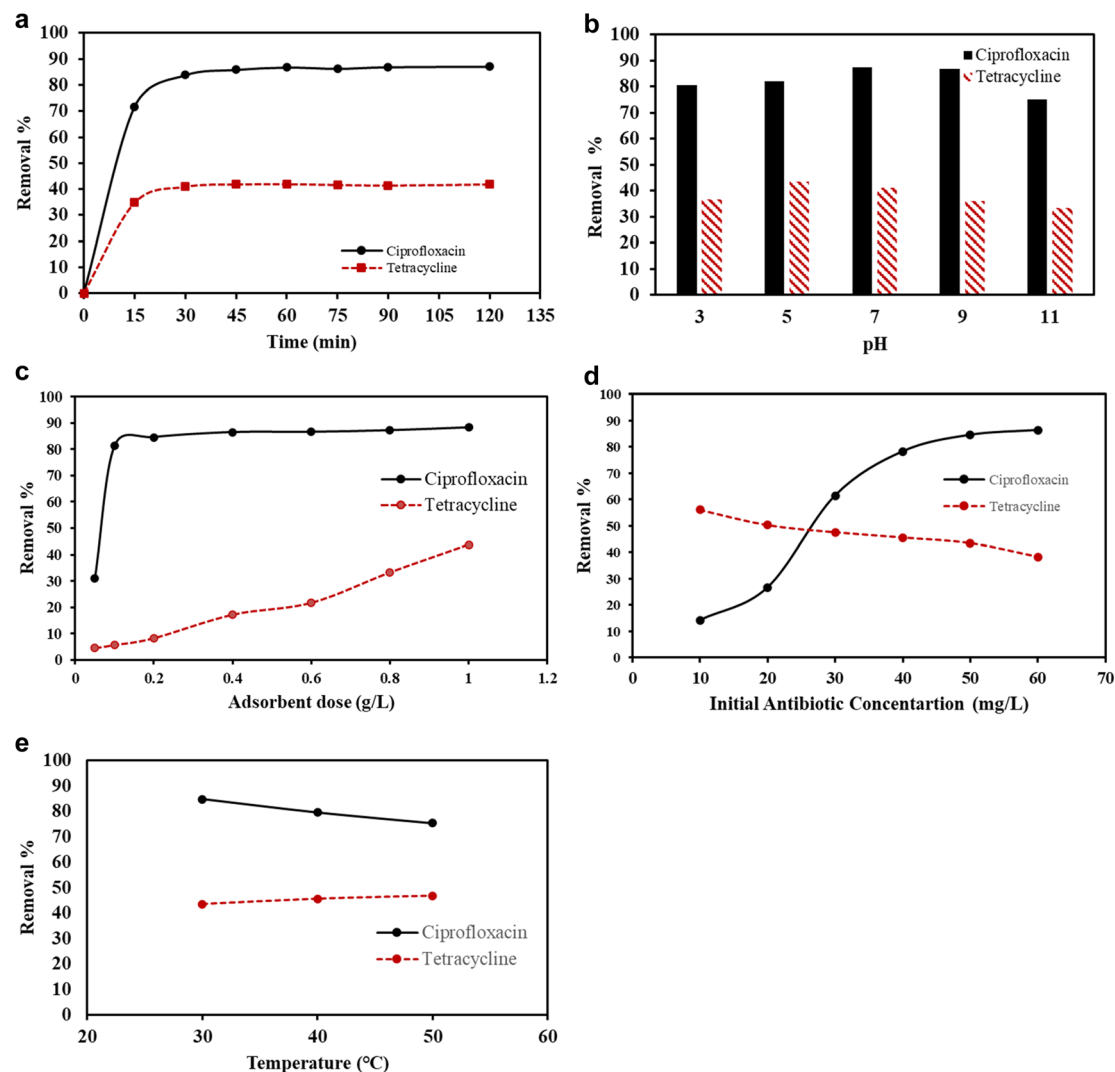 a
100
90
80
70
60
50
40
30
20
10
0
Removal %
Ciprofloxacin
Tetracycline
0 15 30 45 60 75 90 105 120 135
Time (min)
b
100
90
80
70
60
50
40
30
20
10
0
Removal %
Ciprofloxacin
Tetracycline
3 5 7 9 11
pH
c
100
90
80
70
60
50
40
30
20
10
0
Removal %
Ciprofloxacin
Tetracycline
0 0.2 0.4 0.6 0.8 1 1.2
Adsorbent dose (g/L)
d
100
90
80
70
60
50
40
30
20
10
0
Removal %
Ciprofloxacin
Tetracycline
0 10 20 30 40 50 60 70
Initial Antibiotic Concentartion (mg/L)
e
100
90
80
70
60
50
40
30
20
10
0
Removal %
Ciprofloxacin
Tetracycline
20 30 40 50 60
Temperature (°C)